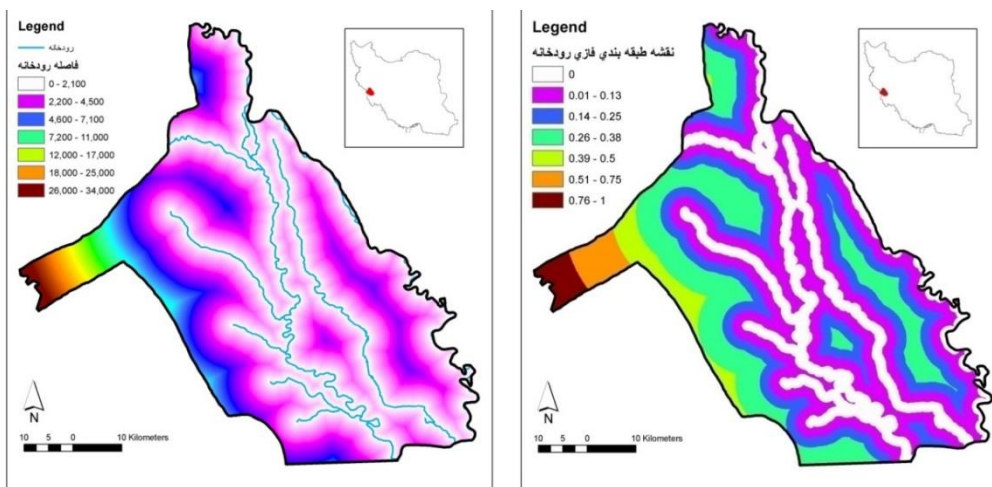 Legend
رودخانه
فاصله رودخانه
0 - 2,100
2,200 - 4,500
4,600 - 7,100
7,200 - 11,000
12,000 - 17,000
18,000 - 25,000
26,000 - 34,000
N
10 5 0 10 Kilometers
Legend
نقشه طبقه بندي فازي رودخانه
0
0.01 - 0.13
0.14 - 0.25
0.26 - 0.38
0.39 - 0.5
0.51 - 0.75
0.76 - 1
N
10 5 0 10 Kilometers